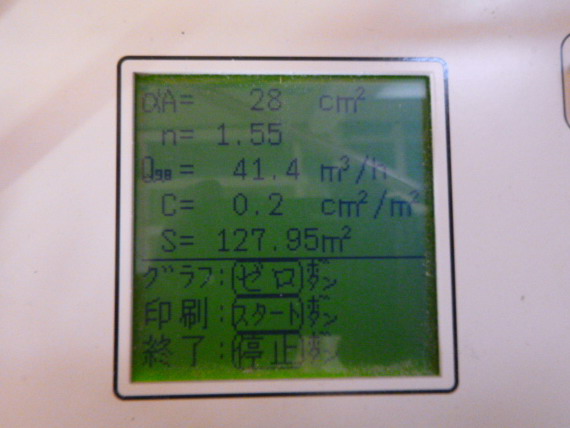 αA= 28 cm²
n= 1.55
Q9.8= 41.4 m³/h
C= 0.2 cm²/m²
S= 127.95m²
グラフ:ゼロボタン
印刷:スタートボタン
終了:停止ボタン